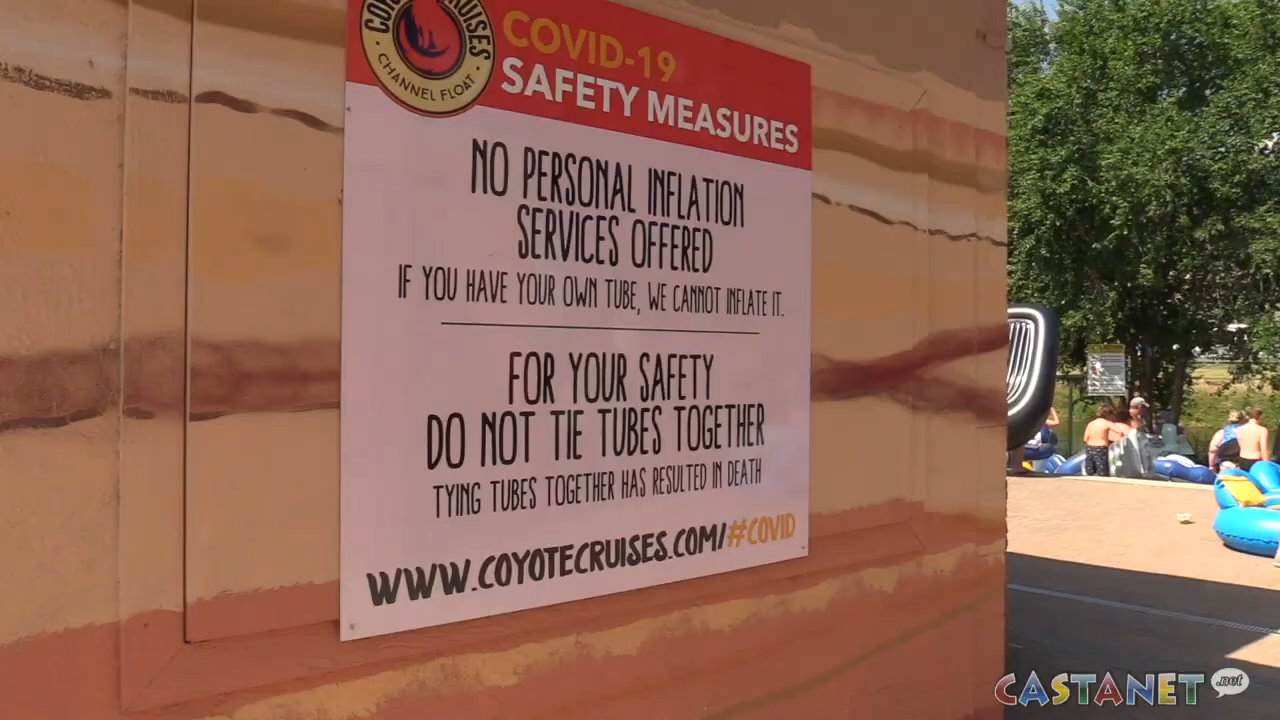 COYOTE CRUISES
CHANNEL FLOAT
COVID-19
SAFETY MEASURES
NO PERSONAL INFLATION
SERVICES OFFERED
IF YOU HAVE YOUR OWN TUBE, WE CANNOT INFLATE IT.
FOR YOUR SAFETY
DO NOT TIE TUBES TOGETHER
TYING TUBES TOGETHER HAS RESULTED IN DEATH
WWW.COYOTECRUISES.COM/#COVID
CASTANET.net